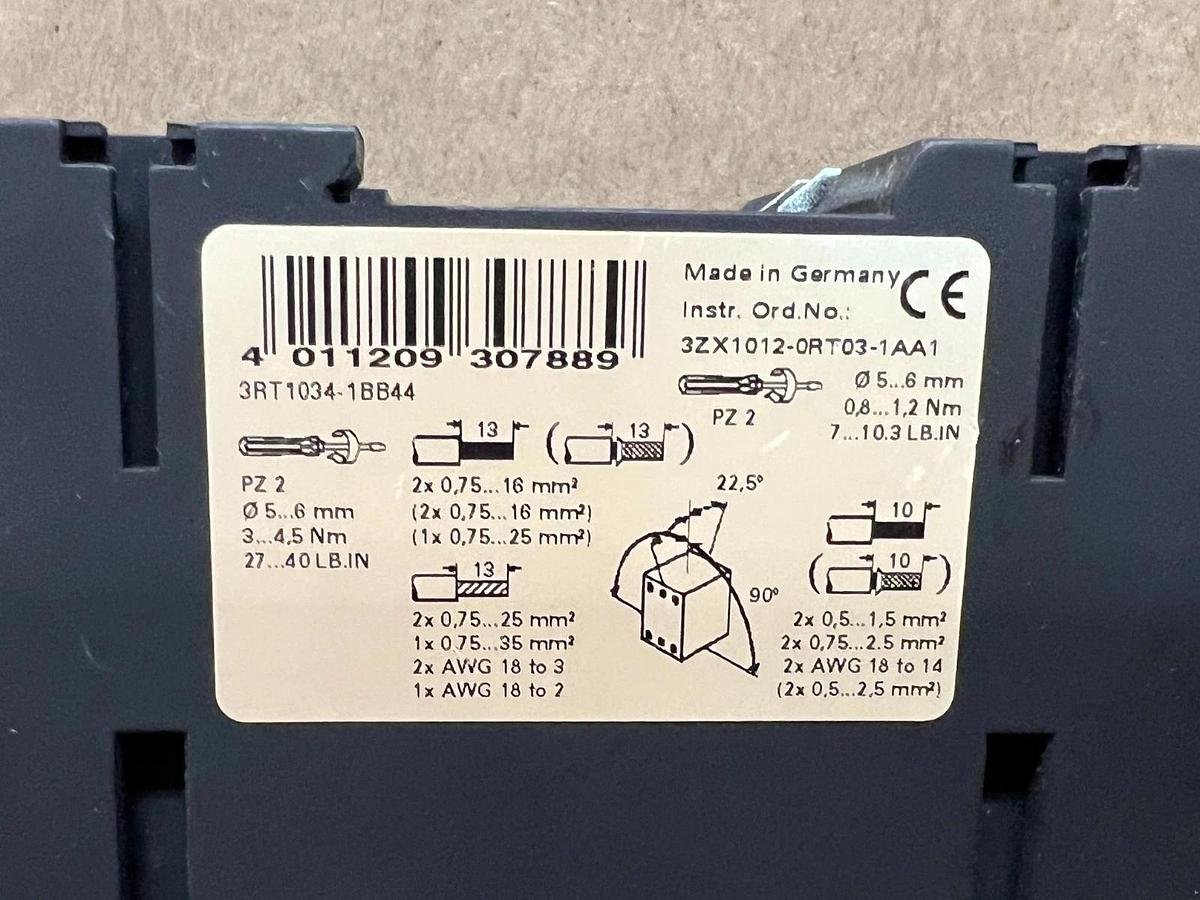 4 011209 307889
3RT1034-1BB44
Made in Germany CE
Instr. Ord.No.:
3ZX1012-0RT03-1AA1
PZ 2
Ø 5...6 mm
0,8...1,2 Nm
7...10.3 LB.IN
PZ 2
Ø 5...6 mm
3...4,5 Nm
27...40 LB.IN
13
( 13 )
2x 0,75...16 mm²
(2x 0,75...16 mm²)
(1x 0,75...25 mm²)
13
2x 0,75...25 mm²
1x 0,75...35 mm²
2x AWG 18 to 3
1x AWG 18 to 2
22,5°
90°
10
( 10 )
2x 0,5...1,5 mm²
2x 0,75...2.5 mm²
2x AWG 18 to 14
(2x 0,5...2,5 mm²)